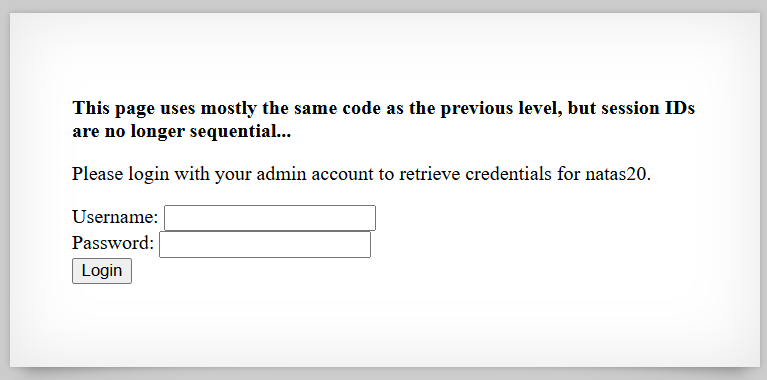 This page uses mostly the same code as the previous level, but session IDs
are no longer sequential...
Please login with your admin account to retrieve credentials for natas20.
Username:
Password:
Login